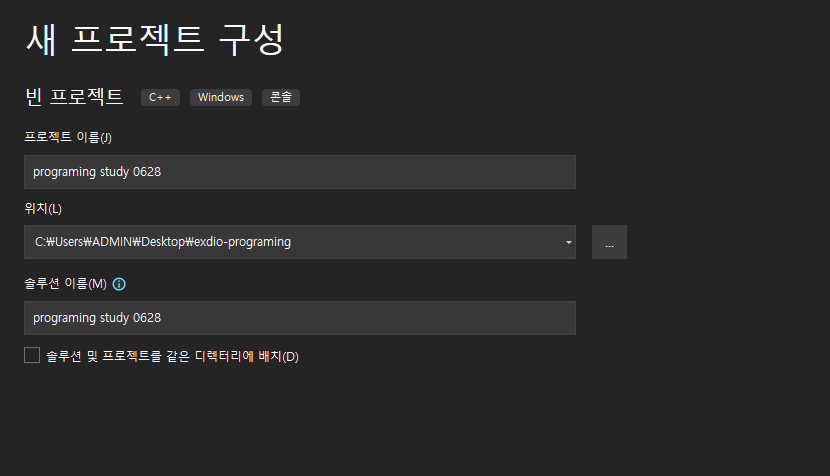 새 프로젝트 구성
빈 프로젝트 C++ Windows 콘솔
프로젝트 이름(J)
programing study 0628
위치(L)
C:₩Users₩ADMIN₩Desktop₩exdio-programing ...
솔루션 이름(M)
programing study 0628
솔루션 및 프로젝트를 같은 디렉터리에 배치(D)